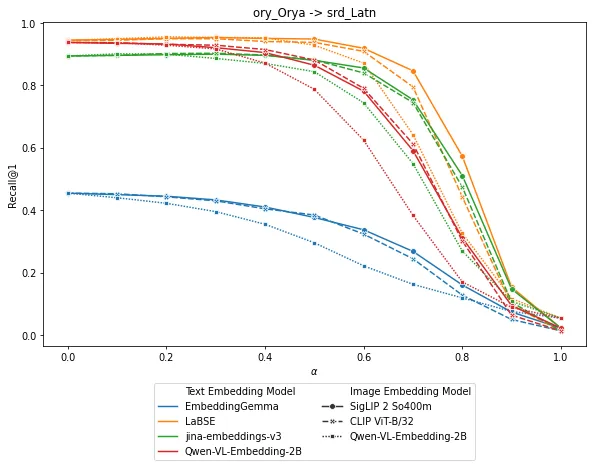 ory_Orya -> srd_Latn
1.0
0.8
0.6
0.4
0.2
0.0
Recall@1
0.0 0.2 0.4 0.6 0.8 1.0
α
Text Embedding Model
EmbeddingGemma
LaBSE
jina-embeddings-v3
Qwen-VL-Embedding-2B
Image Embedding Model
SigLIP 2 So400m
CLIP ViT-B/32
Qwen-VL-Embedding-2B